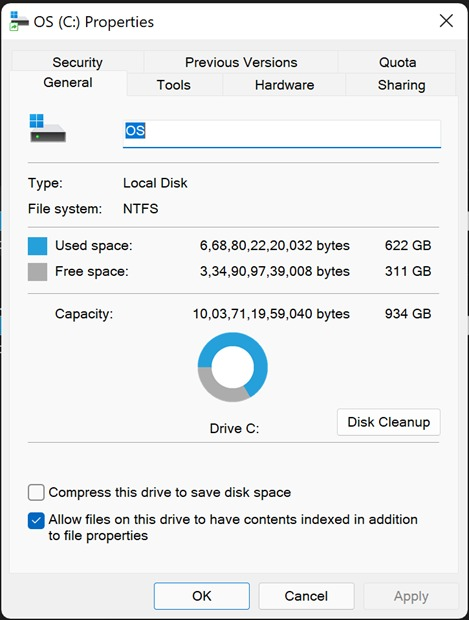 OS (C:) Properties
Security Previous Versions Quota
General Tools Hardware Sharing
OS
Type: Local Disk
File system: NTFS
Used space: 6,68,80,22,20,032 bytes 622 GB
Free space: 3,34,90,97,39,008 bytes 311 GB
Capacity: 10,03,71,19,59,040 bytes 934 GB
Drive C:
Disk Cleanup
Compress this drive to save disk space
Allow files on this drive to have contents indexed in addition
to file properties
OK Cancel Apply